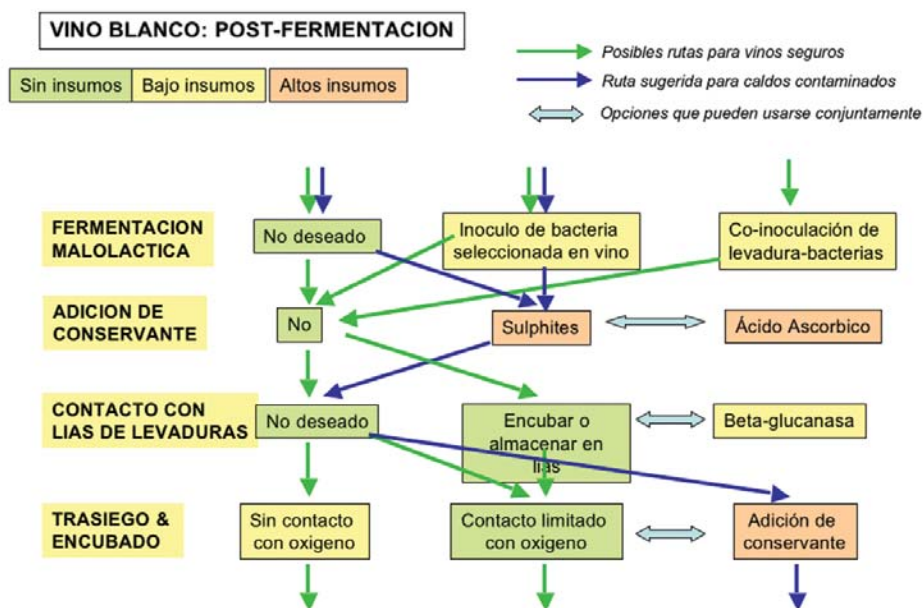 VINO BLANCO: POST-FERMENTACION
Posibles rutas para vinos seguros
Sin insumos
Bajo insumos
Altos insumos
Ruta sugerida para caldos contaminados
Opciones que pueden usarse conjuntamente
FERMENTACION
MALOLACTICA
No deseado
Inoculo de bacteria
seleccionada en vino
Co-inoculación de
levadura-bacterias
ADICION DE
CONSERVANTE
No
Sulphites
Ácido Ascorbico
CONTACTO CON
LIAS DE LEVADURAS
No deseado
Encubar o
almacenar en
lias
Beta-glucanasa
TRASIEGO &
ENCUBADO
Sin contacto
con oxigeno
Contacto limitado
con oxigeno
Adición de
conservante